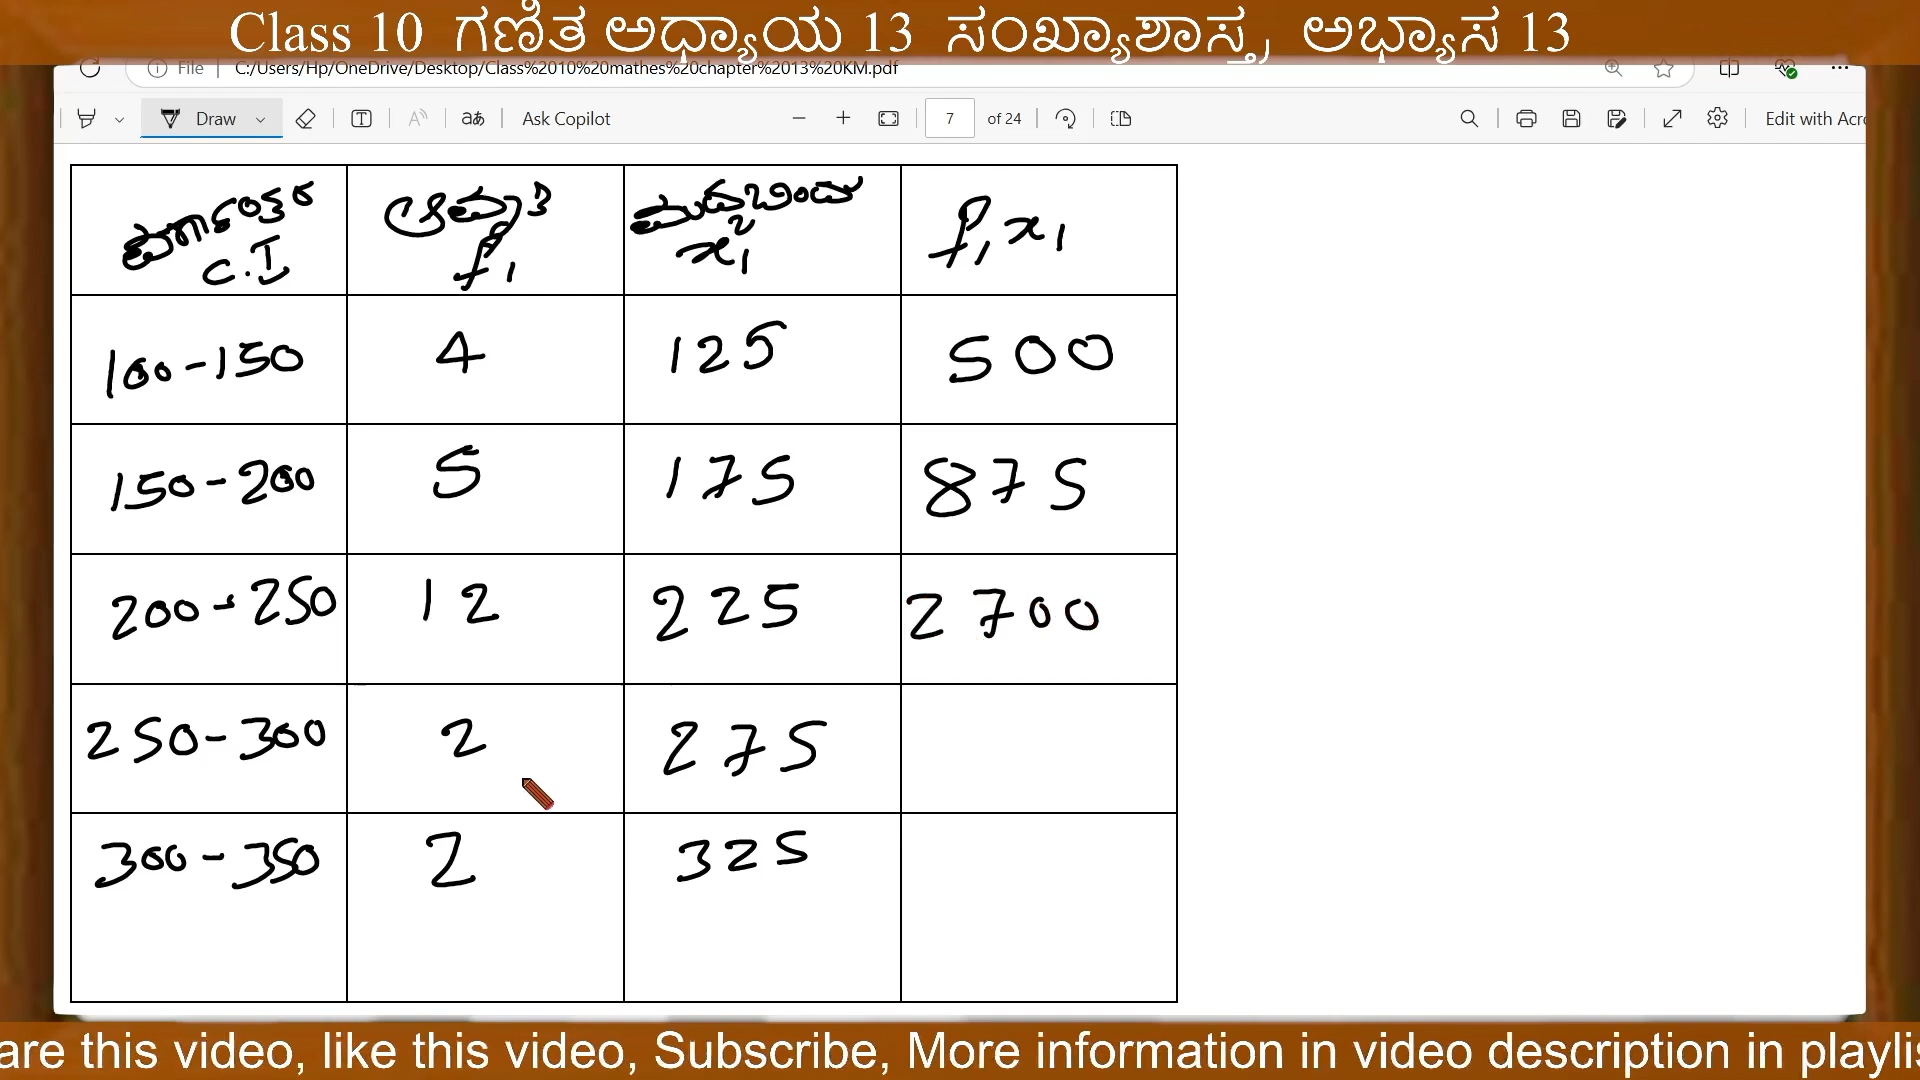 Class 10 ಗಣಿತ ಅಧ್ಯಾಯ 13 ಸಂಖ್ಯಾಶಾಸ್ತ್ರ, ಅಭ್ಯಾಸ 13
File C:/Users/Hp/OneDrive/Desktop/Class%2010%20mathes%20chapter%2013%20KM.pdf
Draw Ask Copilot 7 of 24 Edit with Acro
C.I f₁ x₁ f₁x₁
100-150 4 125 500
150-200 5 175 875
200-250 12 225 2700
250-300 2 275
300-350 2 325
are this video, like this video, Subscribe, More information in video description in playlis